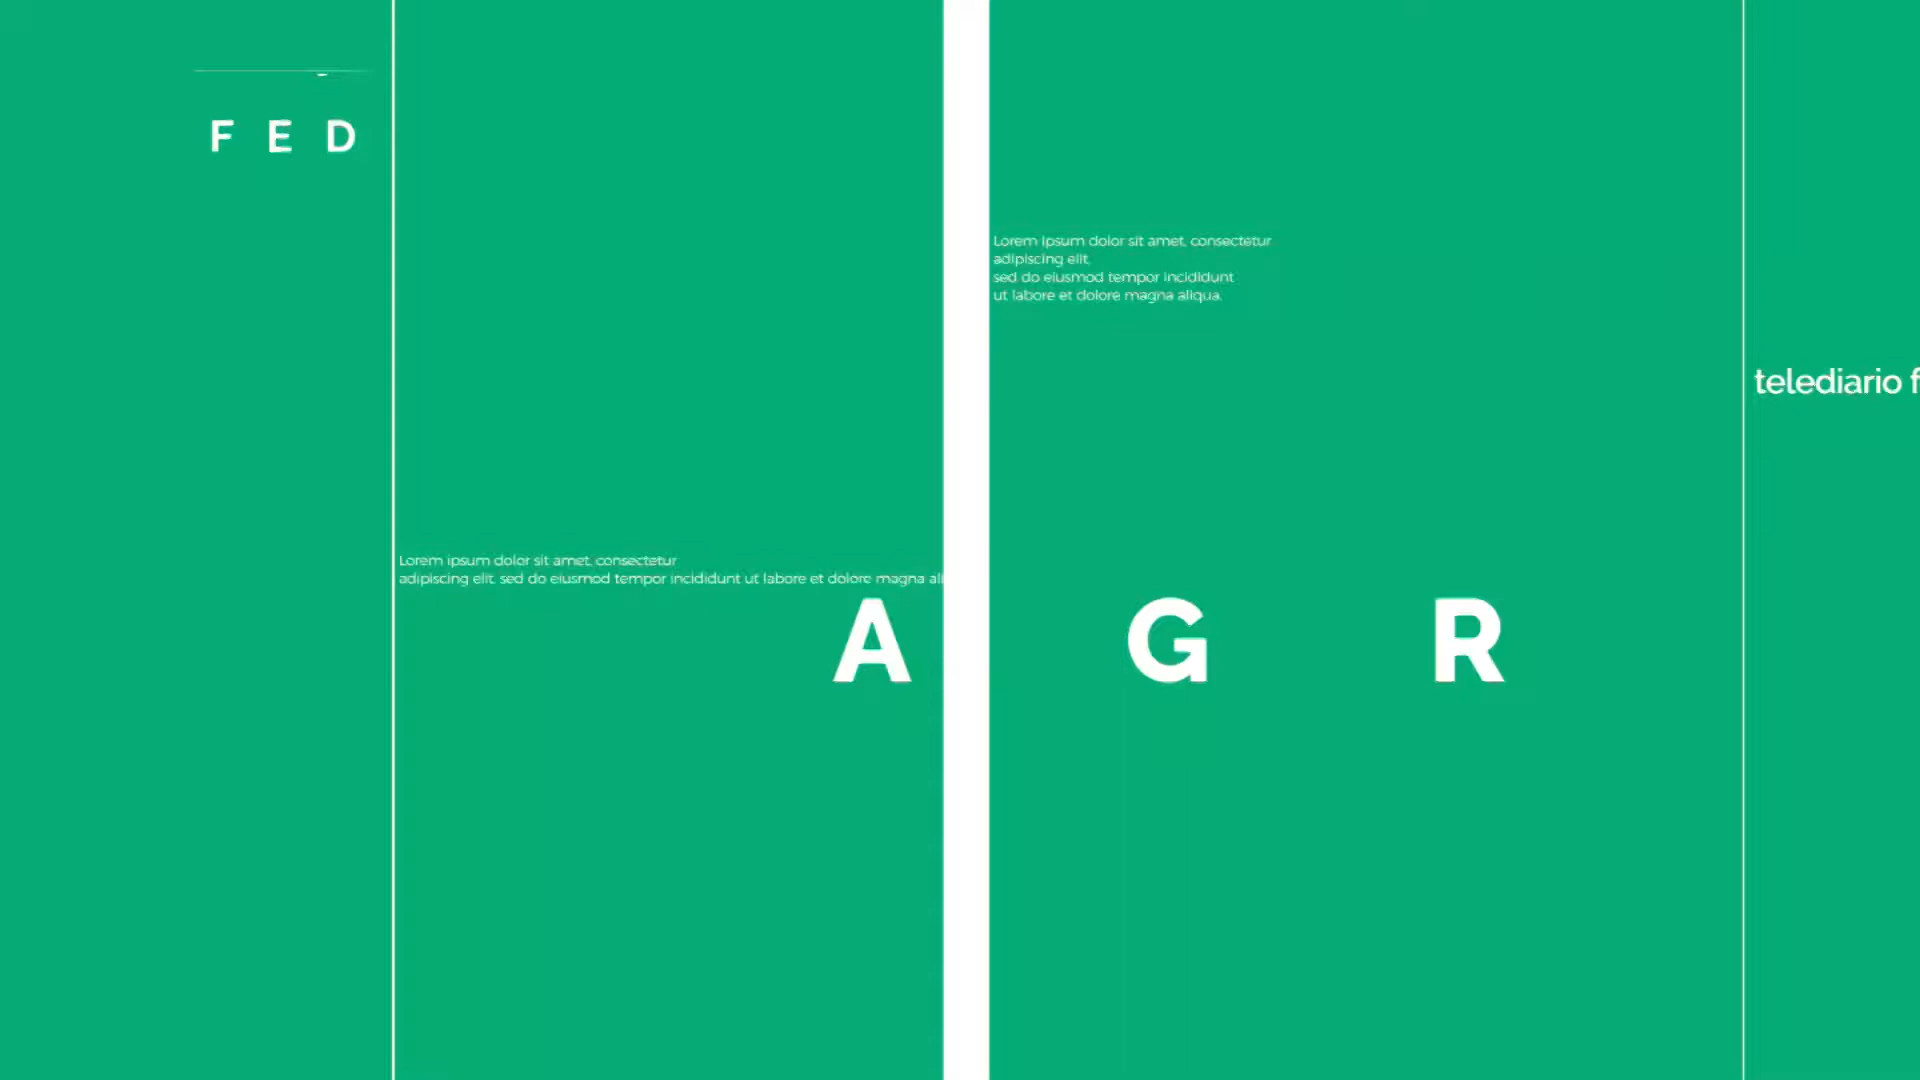 F E D
Lorem ipsum dolor sit amet, consectetur
adipiscing elit, sed do eiusmod tempor incididunt ut labore et dolore magna ali
Lorem ipsum dolor sit amet, consectetur
adipiscing elit,
sed do eiusmod tempor incididunt
ut labore et dolore magna aliqua.
telediario f
A G R